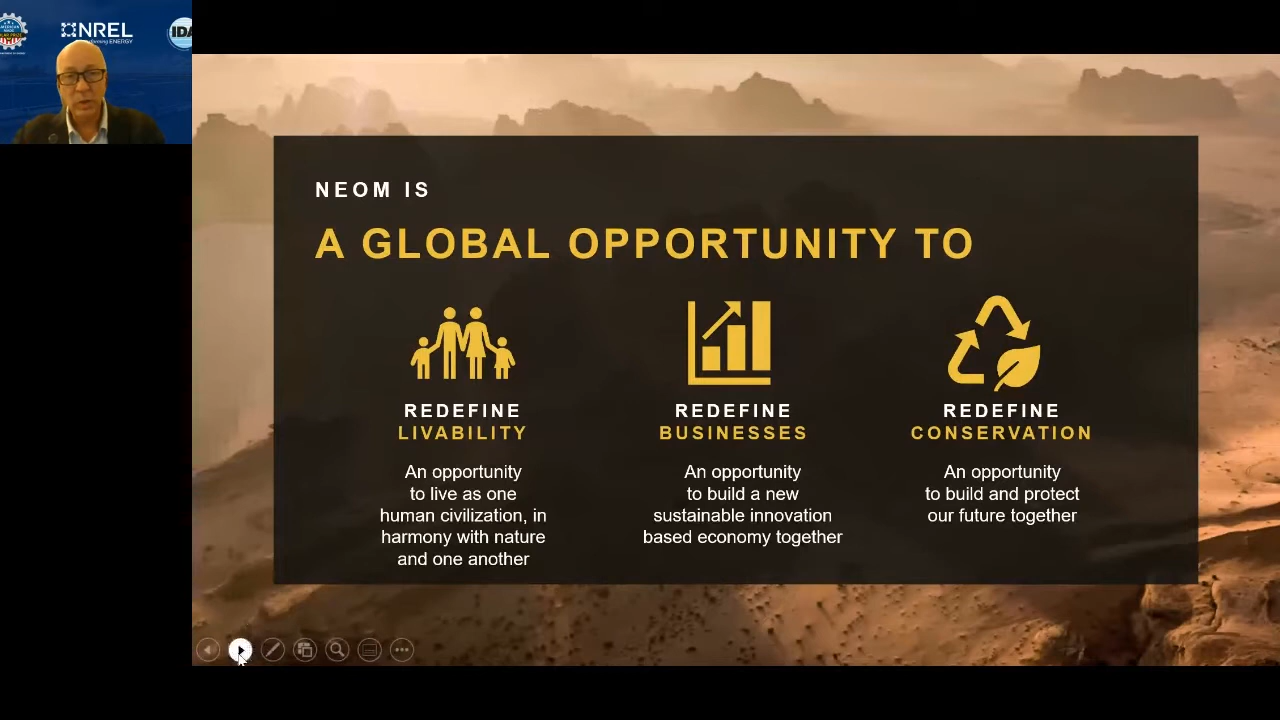 NREL
IDA
NEOM IS
A GLOBAL OPPORTUNITY TO
REDEFINE
LIVABILITY
An opportunity
to live as one
human civilization, in
harmony with nature
and one another
REDEFINE
BUSINESSES
An opportunity
to build a new
sustainable innovation
based economy together
REDEFINE
CONSERVATION
An opportunity
to build and protect
our future together